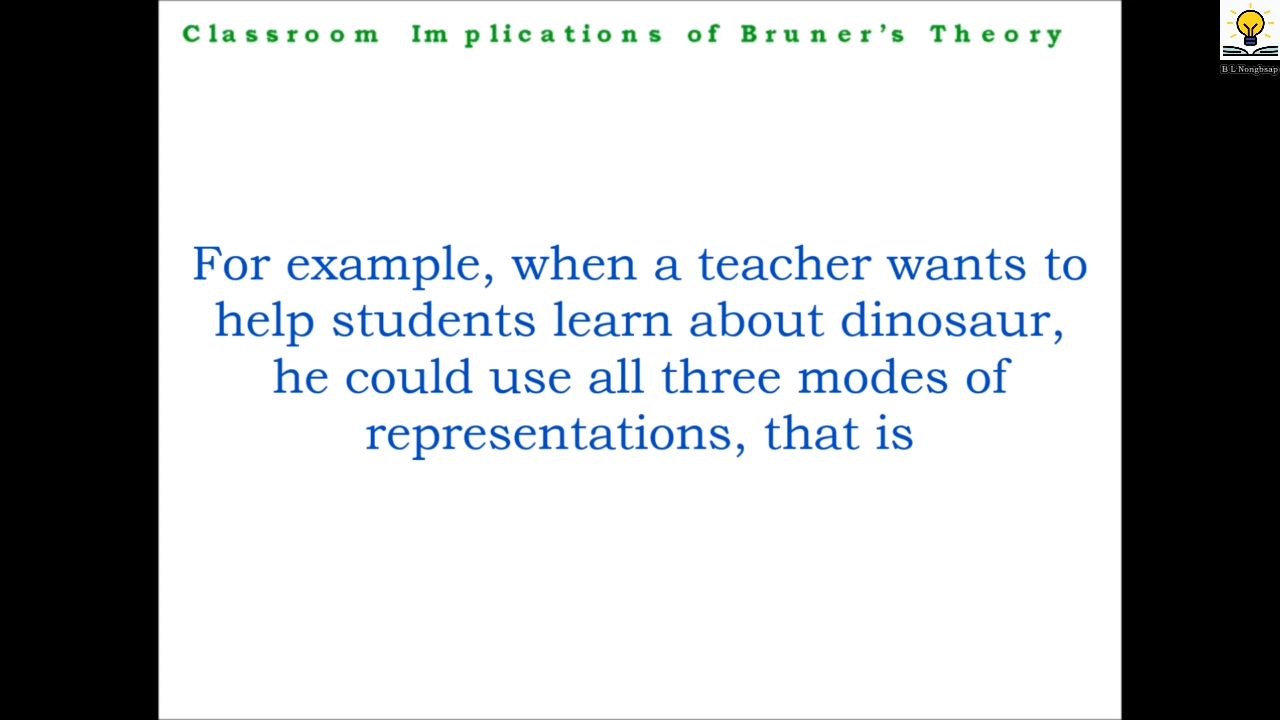 Classroom Implications of Bruner's Theory
B L Nongbsap
For example, when a teacher wants to
help students learn about dinosaur,
he could use all three modes of
representations, that is